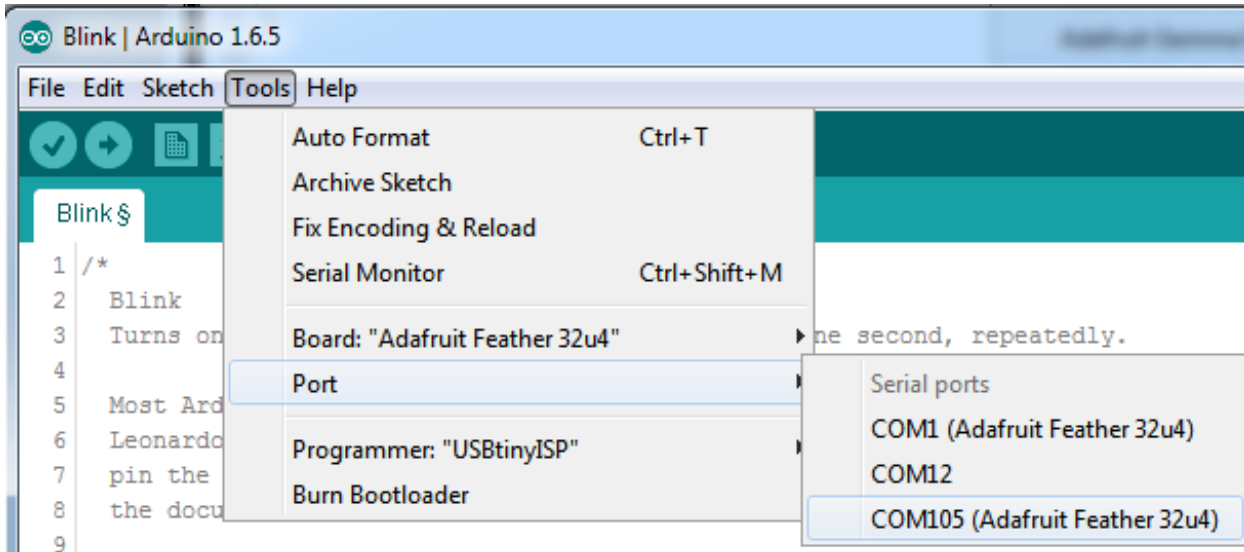 Blink | Arduino 1.6.5
File Edit Sketch Tools Help
Auto Format Ctrl+T
Archive Sketch
Fix Encoding & Reload
Serial Monitor Ctrl+Shift+M
Board: "Adafruit Feather 32u4"
Port
Programmer: "USBtinyISP"
Burn Bootloader
Serial ports
COM1 (Adafruit Feather 32u4)
COM12
COM105 (Adafruit Feather 32u4)
Blink §
1 /*
2 Blink
3 Turns on ne second, repeatedly.
4
5 Most Ard
6 Leonardo
7 pin the
8 the docu
9